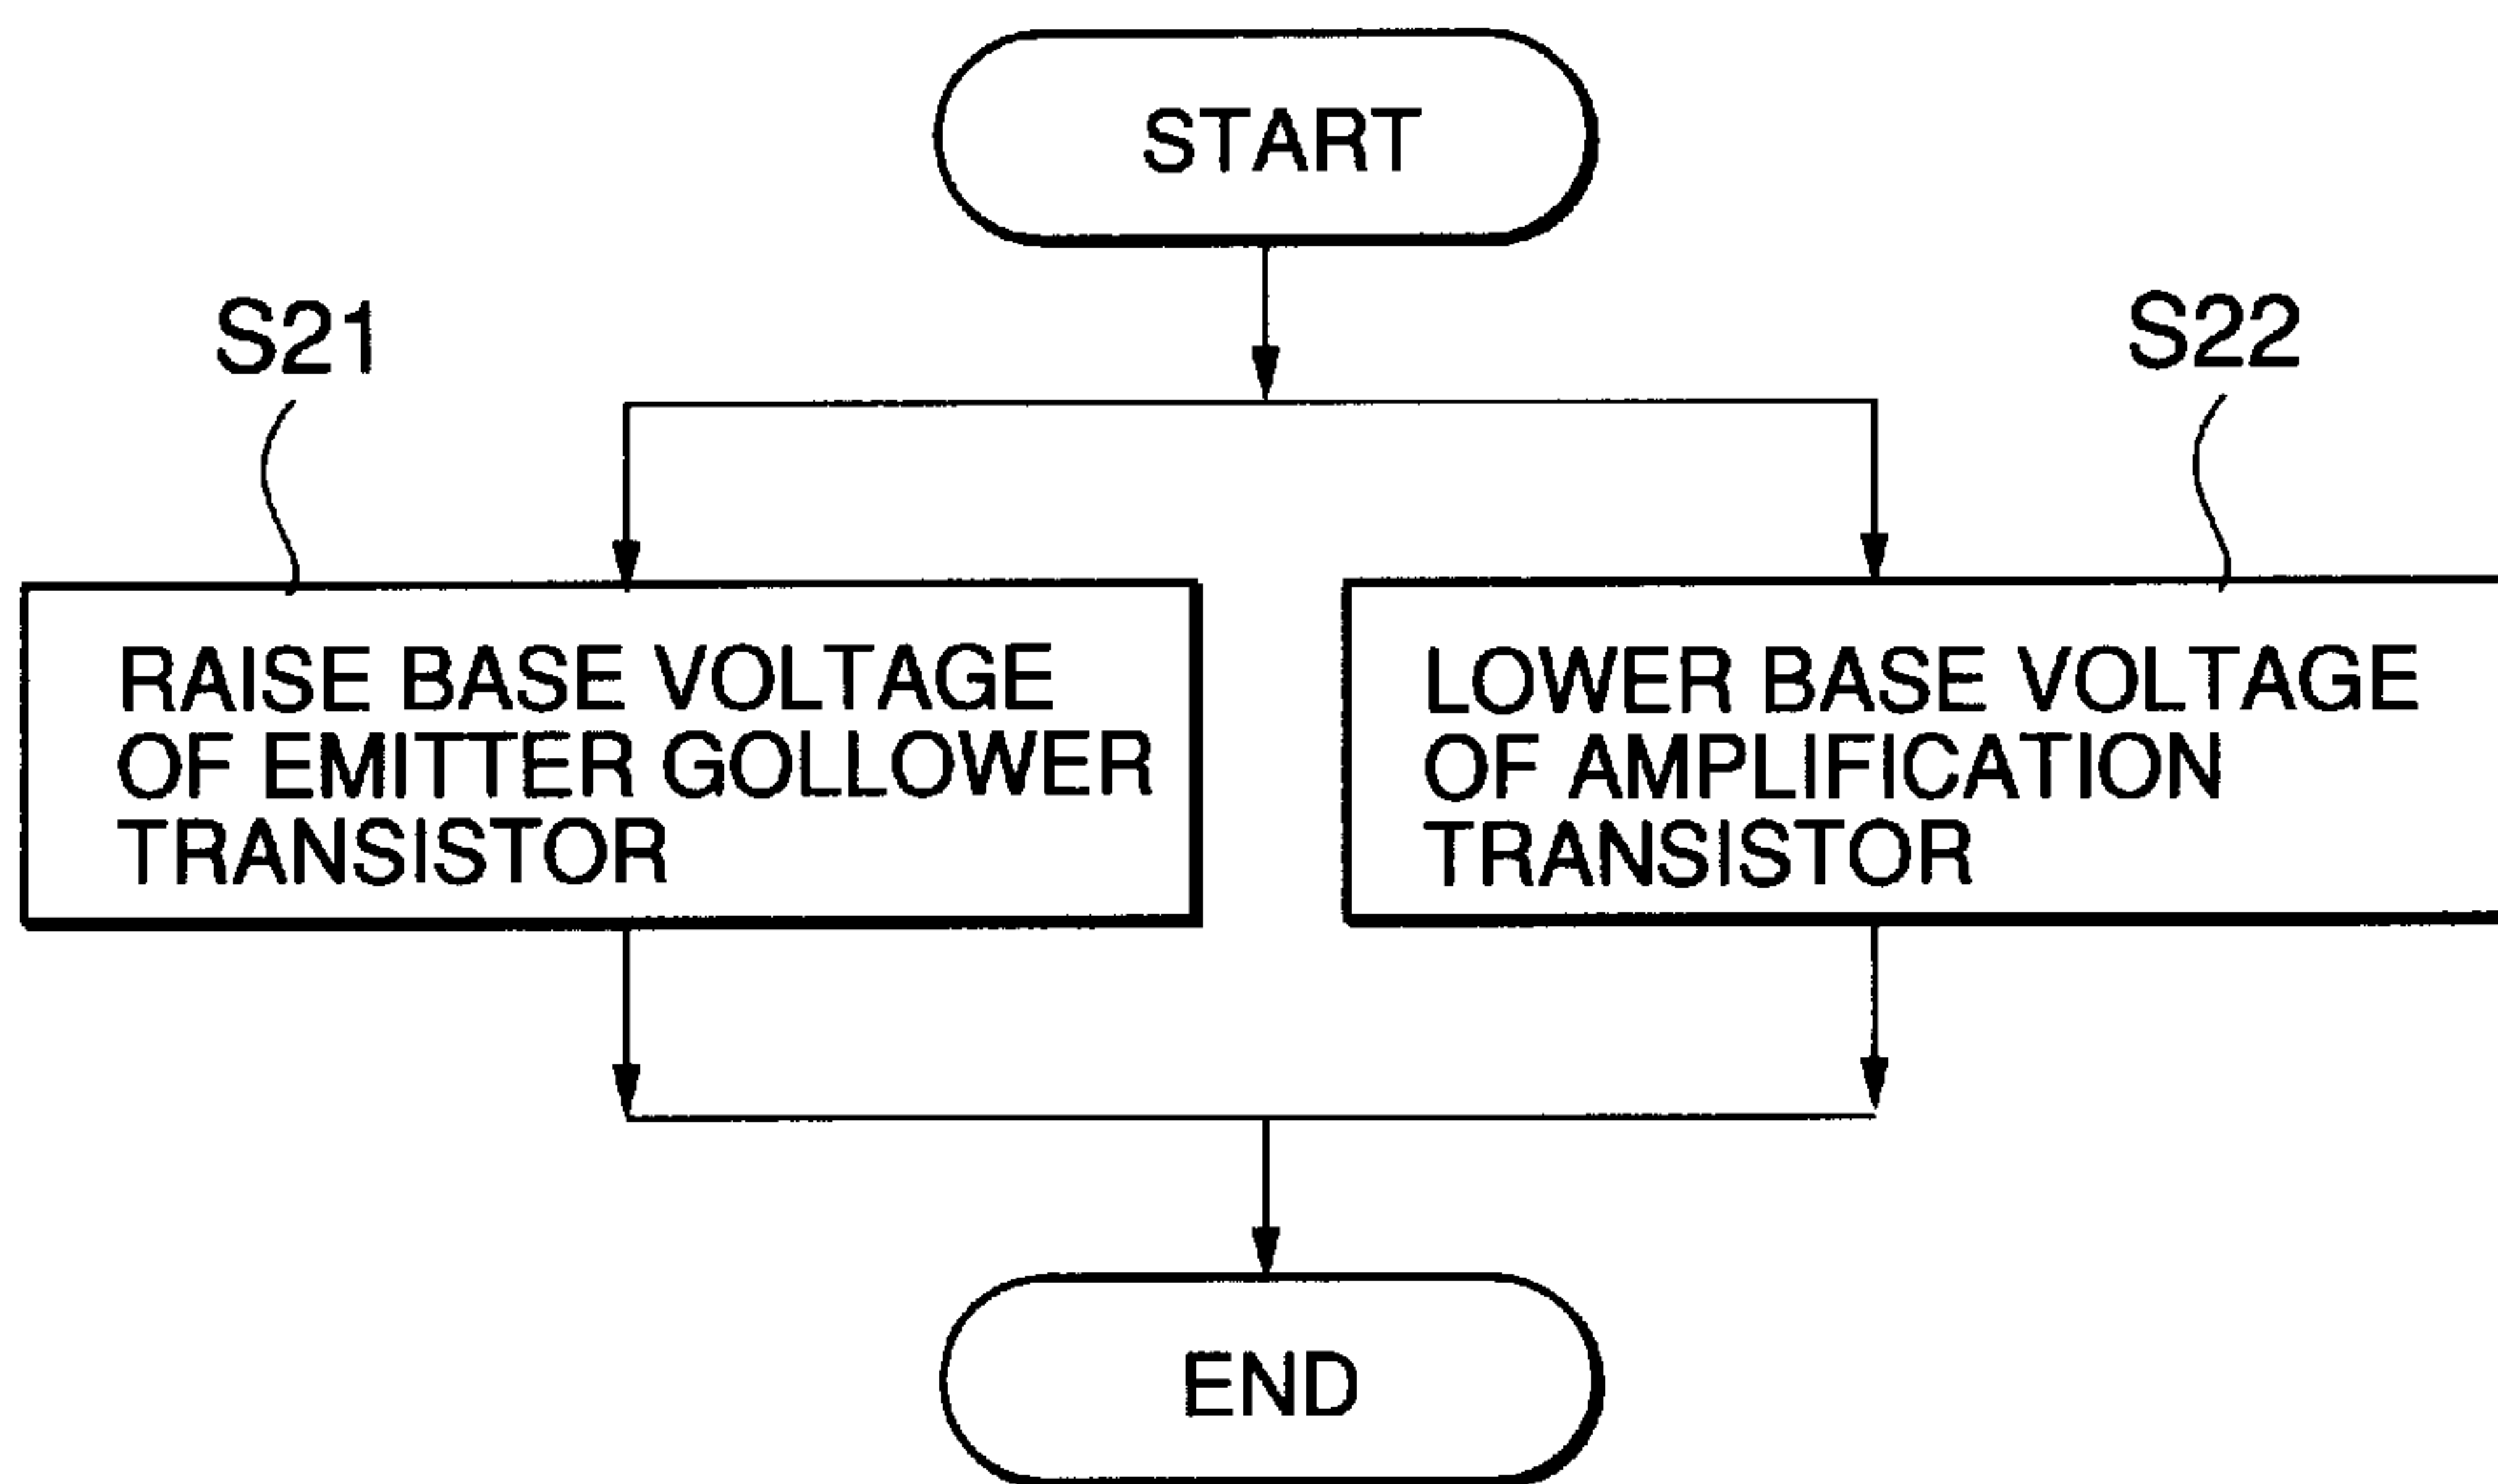 START
S21
S22
RAISE BASE VOLTAGE
OF EMITTER GOLLOWER
TRANSISTOR
LOWER BASE VOLTAGE
OF AMPLIFICATION
TRANSISTOR
END